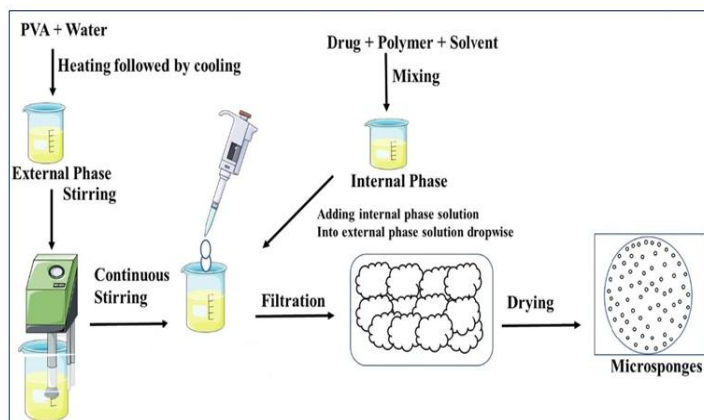 PVA + Water
Heating followed by cooling
External Phase
Stirring
Drug + Polymer + Solvent
Mixing
Internal Phase
Adding internal phase solution
Into external phase solution dropwise
Continuous
Stirring
Filtration
Drying
Microsponges